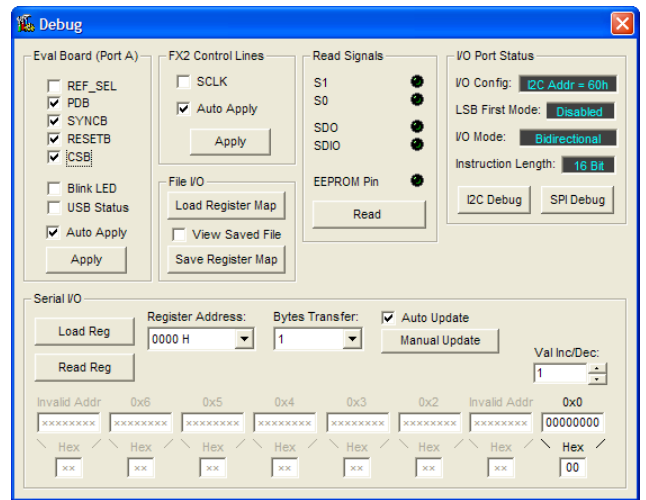 Debug
Eval Board (Port A)
REF_SEL
PDB
SYNCB
RESETB
CSB
Blink LED
USB Status
Auto Apply
Apply
FX2 Control Lines
SCLK
Auto Apply
Apply
File I/O
Load Register Map
View Saved File
Save Register Map
Read Signals
S1
S0
SDO
SDIO
EEPROM Pin
Read
I/O Port Status
I/O Config: I2C Addr = 60h
LSB First Mode: Disabled
I/O Mode: Bidirectional
Instruction Length: 16 Bit
I2C Debug SPI Debug
Serial I/O
Load Reg
Read Reg
Register Address:
0000 H
Bytes Transfer:
1
Auto Update
Manual Update
Val Inc/Dec:
1
Invalid Addr 0x6 0x5 0x4 0x3 0x2 Invalid Addr 0x0
xxxxxxxx xxxxxxxx xxxxxxxx xxxxxxxx xxxxxxxx xxxxxxxx xxxxxxxx 00000000
\ Hex / \ Hex / \ Hex / \ Hex / \ Hex / \ Hex / \ Hex / \ Hex /
xx xx xx xx xx xx xx 00